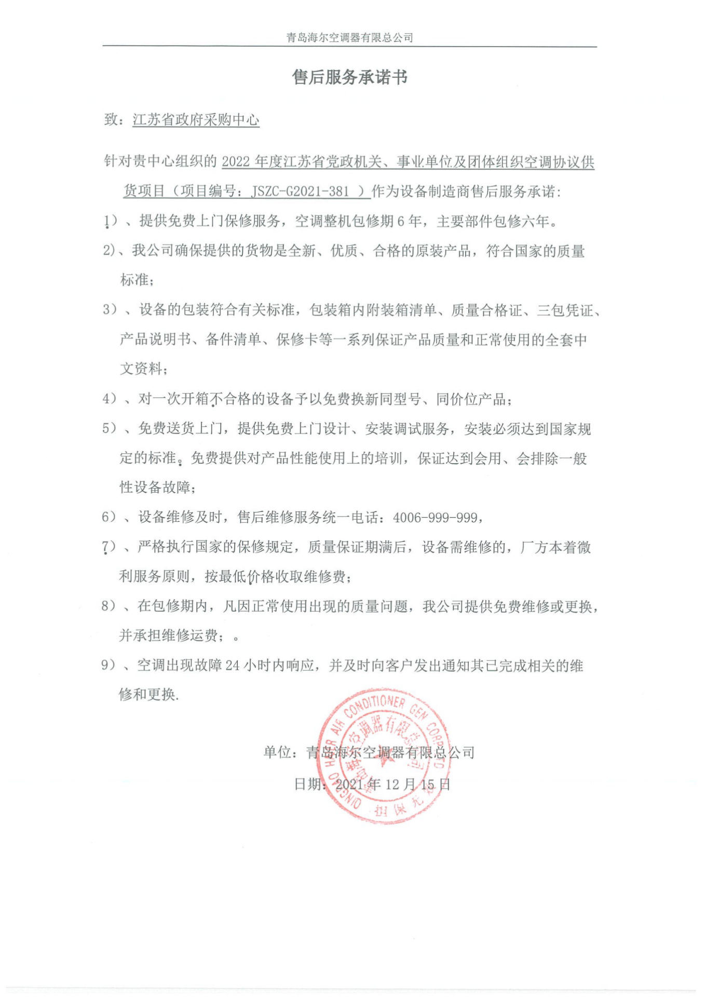 青岛海尔空调器有限总公司
售后服务承诺书
致：江苏省政府采购中心
针对贵中心组织的 2022 年度江苏省党政机关、事业单位及团体组织空调协议供
货项目（项目编号：JSZC-G2021-381 ）作为设备制造商售后服务承诺:
1）、提供免费上门保修服务，空调整机包修期 6 年，主要部件包修六年。
2)、我公司确保提供的货物是全新、优质、合格的原装产品，符合国家的质量
标准；
3）、设备的包装符合有关标准，包装箱内附装箱清单、质量合格证、三包凭证、
产品说明书、备件清单、保修卡等一系列保证产品质量和正常使用的全套中
文资料；
4）、对一次开箱不合格的设备予以免费换新同型号、同价位产品；
5）、免费送货上门，提供免费上门设计、安装调试服务，安装必须达到国家规
定的标准。免费提供对产品性能使用上的培训，保证达到会用、会排除一般
性设备故障；
6）、设备维修及时，售后维修服务统一电话：4006-999-999，
7）、严格执行国家的保修规定，质量保证期满后，设备需维修的，厂方本着微
利服务原则，按最低价格收取维修费；
8）、在包修期内，凡因正常使用出现的质量问题，我公司提供免费维修或更换，
并承担维修运费；。
9）、空调出现故障 24 小时内响应，并及时向客户发出通知其已完成相关的维
修和更换.
QINGDAO HAIER AIR CONDITIONER GEN CORP LTD
青岛海尔空调器有限总公司
担保无效
单位：青岛海尔空调器有限总公司
日期：2021 年 12 月 15 日